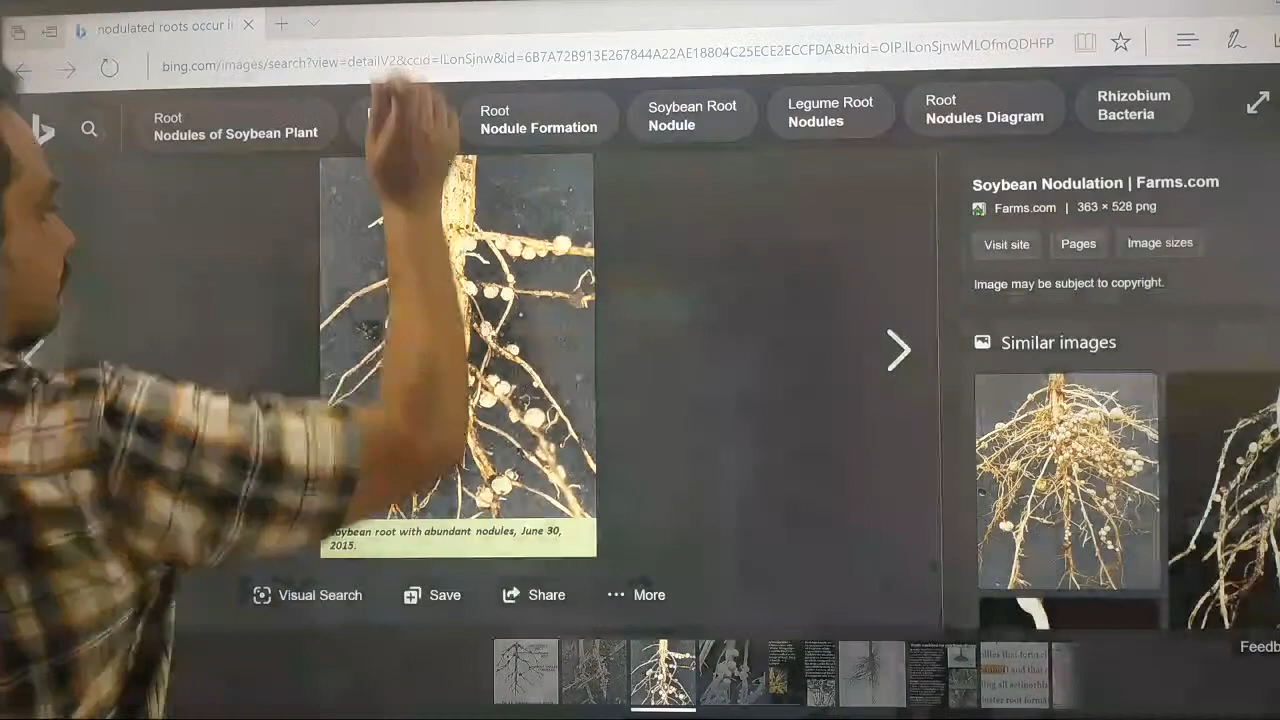 nodulated roots occur i
bing.com/images/search?view=detailV2&ccid=lLonSjnw&id=6B7A72B913E267844A22AE18804C25ECE2ECCFDA&thid=OIP.lLonSjnwMLOfmQDHFP
Root
Nodules of Soybean Plant
Root
Nodule Formation
Soybean Root
Nodule
Legume Root
Nodules
Root
Nodules Diagram
Rhizobium
Bacteria
Soybean Nodulation | Farms.com
Farms.com | 363 × 528 png
Visit site
Pages
Image sizes
Image may be subject to copyright.
Similar images
soybean root with abundant nodules, June 30,
2015.
Visual Search
Save
Share
More
Feedb